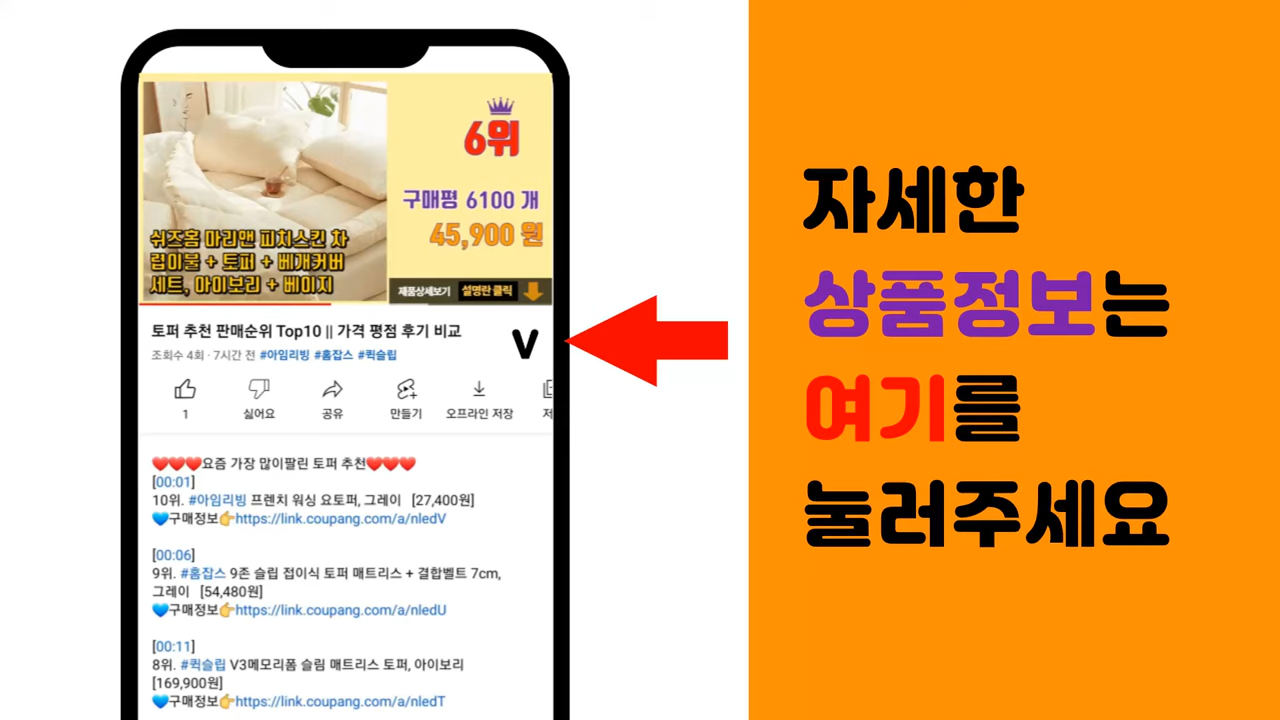 6위
구매평 6100 개
45,900 원
쉬즈홈 마리앤 피치스킨 차
렵이불 + 토퍼 + 베개커버
세트, 아이보리 + 베이지
제품상세보기 설명란 클릭
토퍼 추천 판매순위 Top10 || 가격 평점 후기 비교
V
조회수 4회 · 7시간 전 #아임리빙 #홈잡스 #퀵슬립
1 싫어요 공유 만들기 오프라인 저장 저
❤❤❤요즘 가장 많이팔린 토퍼 추천❤❤❤
[00:01]
10위. #아임리빙 프렌치 워싱 요토퍼, 그레이 [27,400원]
💙구매정보👉https://link.coupang.com/a/nledV
[00:06]
9위. #홈잡스 9존 슬립 접이식 토퍼 매트리스 + 결합벨트 7cm,
그레이 [54,480원]
💙구매정보👉https://link.coupang.com/a/nledU
[00:11]
8위. #퀵슬립 V3메모리폼 슬림 매트리스 토퍼, 아이보리
[169,900원]
💙구매정보👉https://link.coupang.com/a/nledT
자세한
상품정보는
여기를
눌러주세요